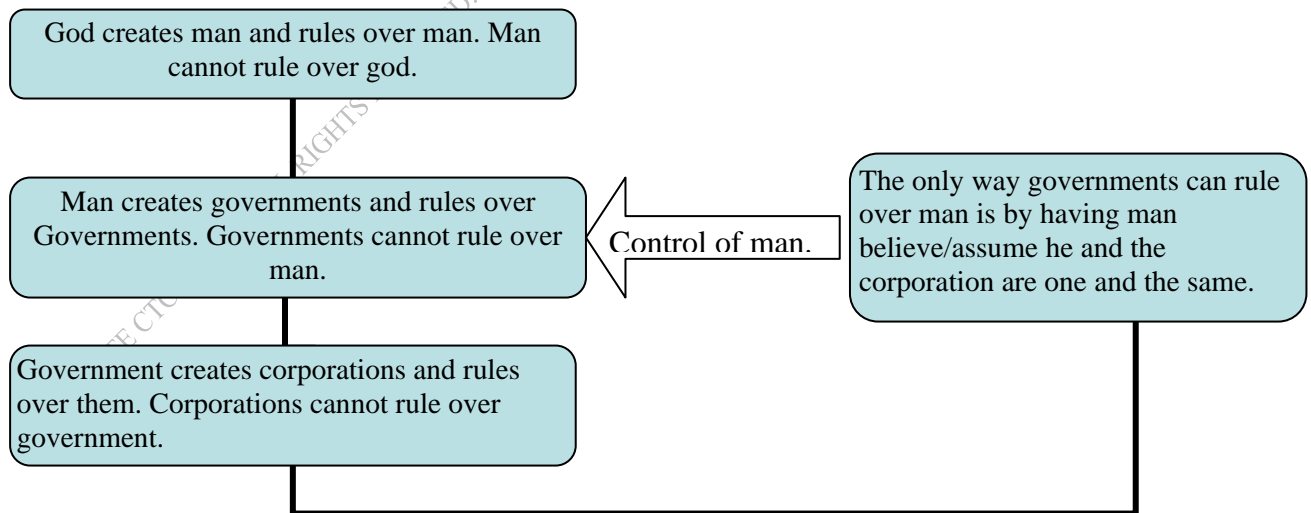 God creates man and rules over man. Man
cannot rule over god.
Man creates governments and rules over
Governments. Governments cannot rule over
man.
Control of man.
The only way governments can rule
over man is by having man
believe/assume he and the
corporation are one and the same.
Government creates corporations and rules
over them. Corporations cannot rule over
government.
RIGHTS